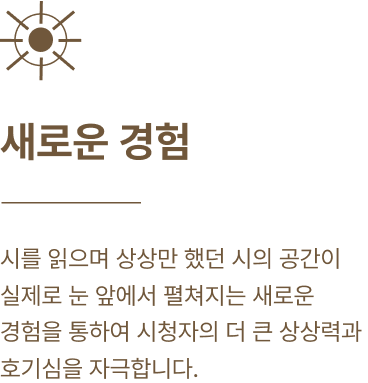 새로운 경험
시를 읽으며 상상만 했던 시의 공간이
실제로 눈 앞에서 펼쳐지는 새로운
경험을 통하여 시청자의 더 큰 상상력과
호기심을 자극합니다.